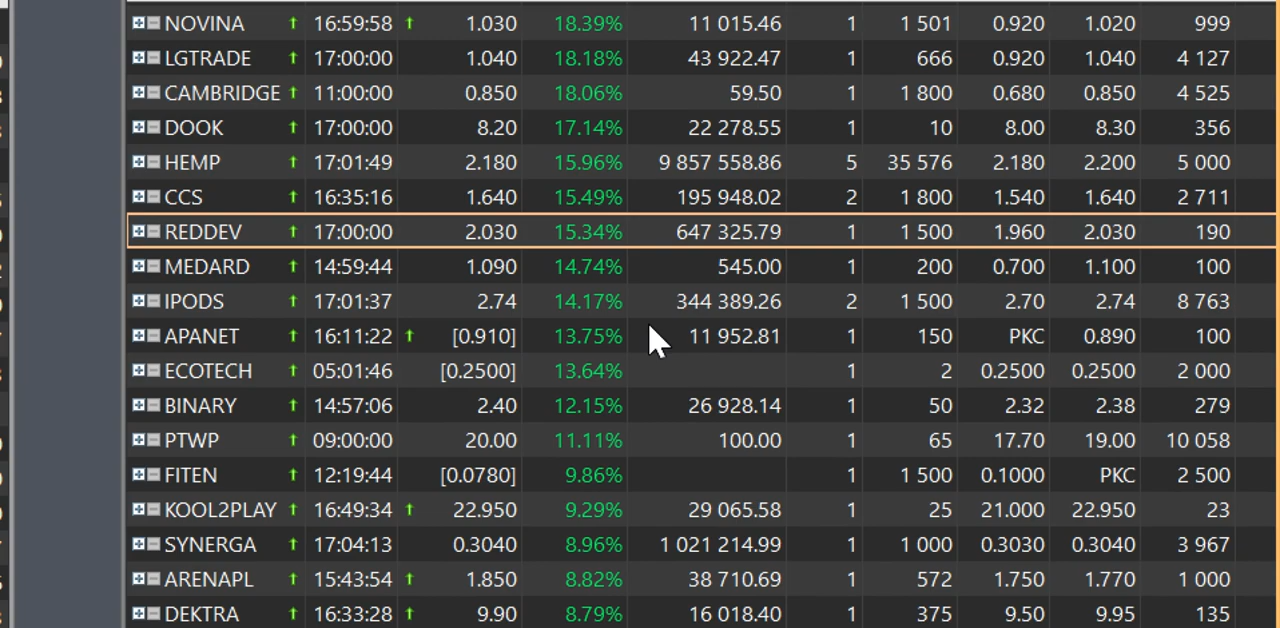 NOVINA 16:59:58 1.030 18.39% 11 015.46 1 1 501 0.920 1.020 999
LGTRADE 17:00:00 1.040 18.18% 43 922.47 1 666 0.920 1.040 4 127
CAMBRIDGE 11:00:00 0.850 18.06% 59.50 1 1 800 0.680 0.850 4 525
DOOK 17:00:00 8.20 17.14% 22 278.55 1 10 8.00 8.30 356
HEMP 17:01:49 2.180 15.96% 9 857 558.86 5 35 576 2.180 2.200 5 000
CCS 16:35:16 1.640 15.49% 195 948.02 2 1 800 1.540 1.640 2 711
REDDEV 17:00:00 2.030 15.34% 647 325.79 1 1 500 1.960 2.030 190
MEDARD 14:59:44 1.090 14.74% 545.00 1 200 0.700 1.100 100
IPODS 17:01:37 2.74 14.17% 344 389.26 2 1 500 2.70 2.74 8 763
APANET 16:11:22 [0.910] 13.75% 11 952.81 1 150 PKC 0.890 100
ECOTECH 05:01:46 [0.2500] 13.64% 1 2 0.2500 0.2500 2 000
BINARY 14:57:06 2.40 12.15% 26 928.14 1 50 2.32 2.38 279
PTWP 09:00:00 20.00 11.11% 100.00 1 65 17.70 19.00 10 058
FITEN 12:19:44 [0.0780] 9.86% 1 1 500 0.1000 PKC 2 500
KOOL2PLAY 16:49:34 22.950 9.29% 29 065.58 1 25 21.000 22.950 23
SYNERGA 17:04:13 0.3040 8.96% 1 021 214.99 1 1 000 0.3030 0.3040 3 967
ARENAPL 15:43:54 1.850 8.82% 38 710.69 1 572 1.750 1.770 1 000
DEKTRA 16:33:28 9.90 8.79% 16 018.40 1 375 9.50 9.95 135